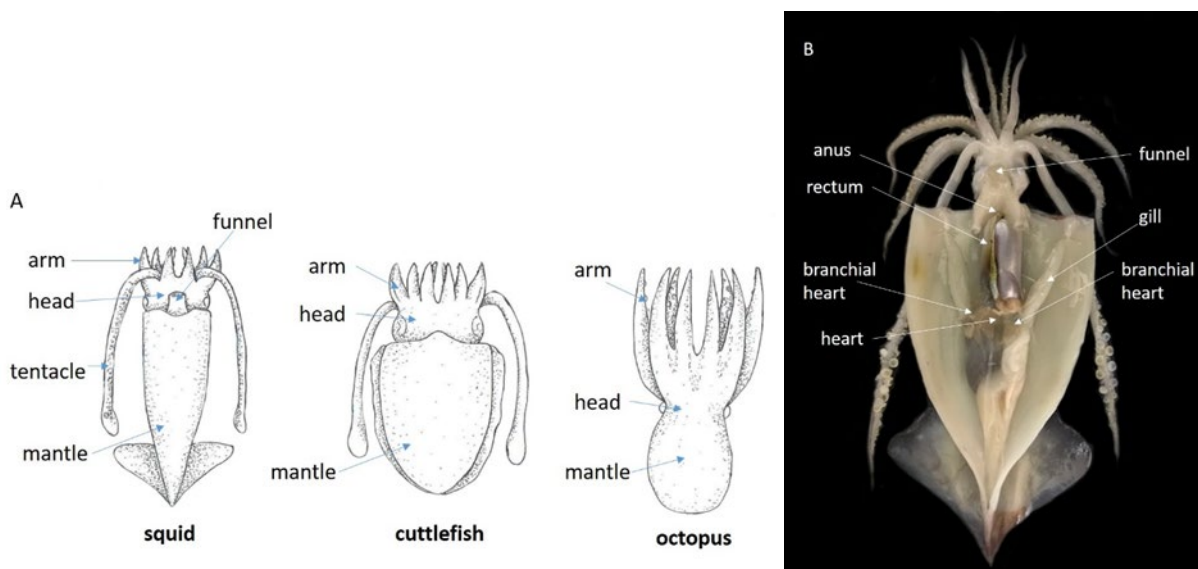 A
funnel
arm
head
tentacle
mantle
squid
arm
head
mantle
cuttlefish
arm
head
mantle
octopus
B
anus
funnel
rectum
gill
branchial
heart
branchial
heart
heart